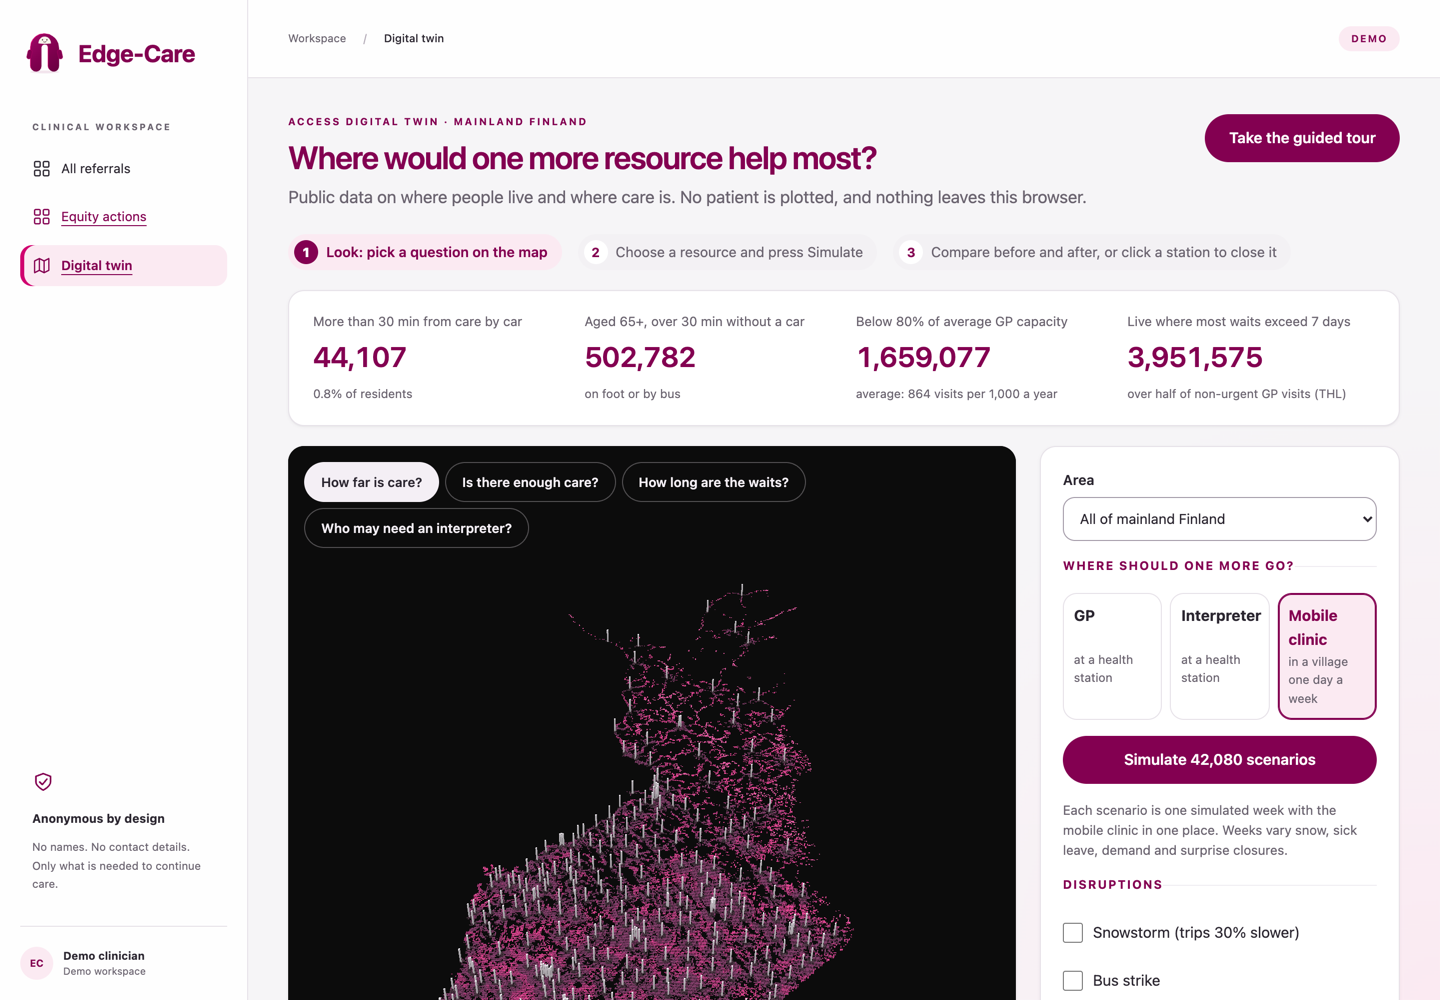 Edge-Care
CLINICAL WORKSPACE
All referrals
Equity actions
Digital twin
Anonymous by design
No names. No contact details.
Only what is needed to continue
care.
EC
Demo clinician
Demo workspace
Workspace / Digital twin
DEMO
ACCESS DIGITAL TWIN · MAINLAND FINLAND
Where would one more resource help most?
Public data on where people live and where care is. No patient is plotted, and nothing leaves this browser.
Take the guided tour
1 Look: pick a question on the map
2 Choose a resource and press Simulate
3 Compare before and after, or click a station to close it
More than 30 min from care by car
44,107
0.8% of residents
Aged 65+, over 30 min without a car
502,782
on foot or by bus
Below 80% of average GP capacity
1,659,077
average: 864 visits per 1,000 a year
Live where most waits exceed 7 days
3,951,575
over half of non-urgent GP visits (THL)
How far is care?
Is there enough care?
How long are the waits?
Who may need an interpreter?
Area
All of mainland Finland
WHERE SHOULD ONE MORE GO?
GP
at a health
station
Interpreter
at a health
station
Mobile
clinic
in a village
one day a
week
Simulate 42,080 scenarios
Each scenario is one simulated week with the
mobile clinic in one place. Weeks vary snow, sick
leave, demand and surprise closures.
DISRUPTIONS
Snowstorm (trips 30% slower)
Bus strike